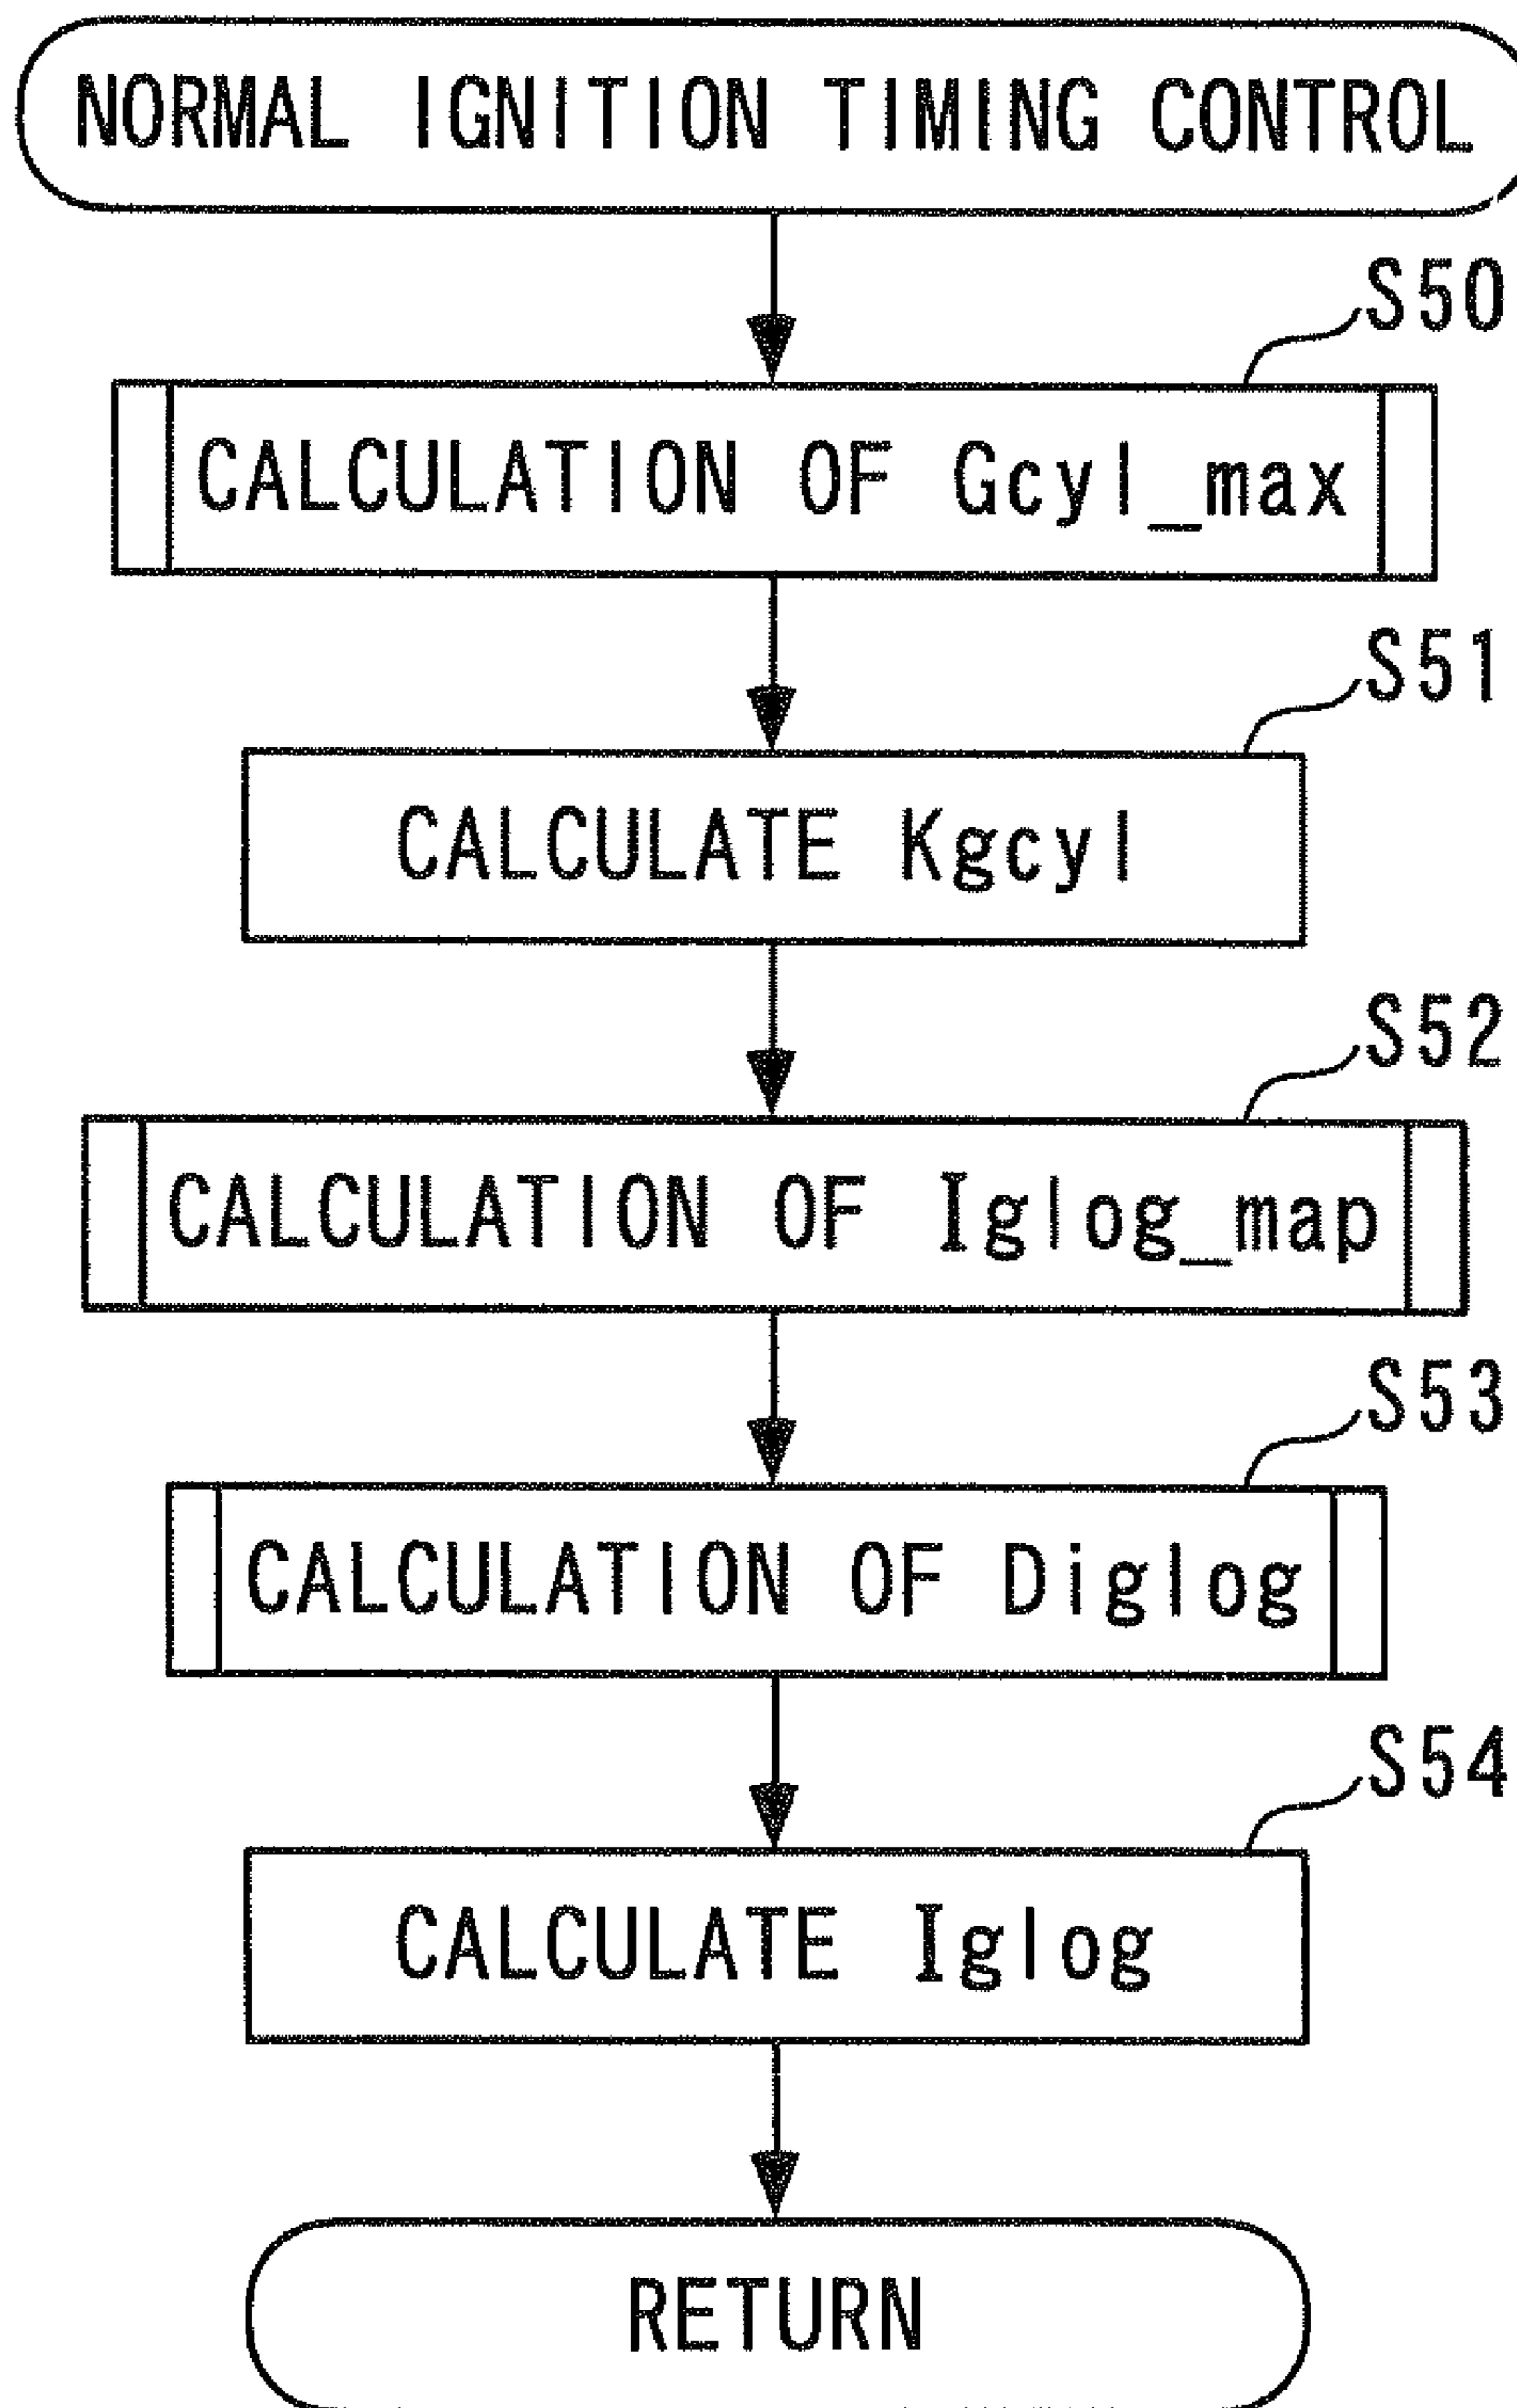 NORMAL IGNITION TIMING CONTROL
S50
CALCULATION OF Gcyl_max
S51
CALCULATE Kgcyl
S52
CALCULATION OF Iglog_map
S53
CALCULATION OF Diglog
S54
CALCULATE Iglog
RETURN